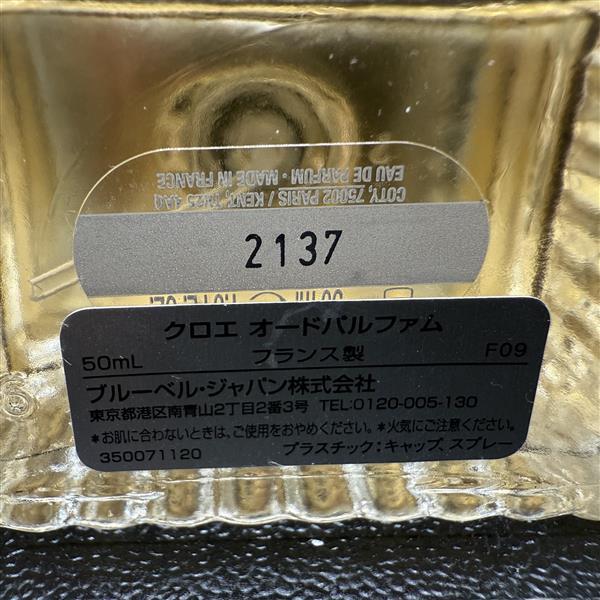 COTY, 75002 PARIS / KENT, TN25 4AQ
EAU DE PARFUM - MADE IN FRANCE
2137
クロエ オードパルファム
50mL フランス製 F09
ブルーベル・ジャパン株式会社
東京都港区南青山2丁目2番3号 TEL:0120-005-130
*お肌に合わないときは、ご使用をおやめください。*火気にご注意ください。
350071120 プラスチック:キャップ、スプレー